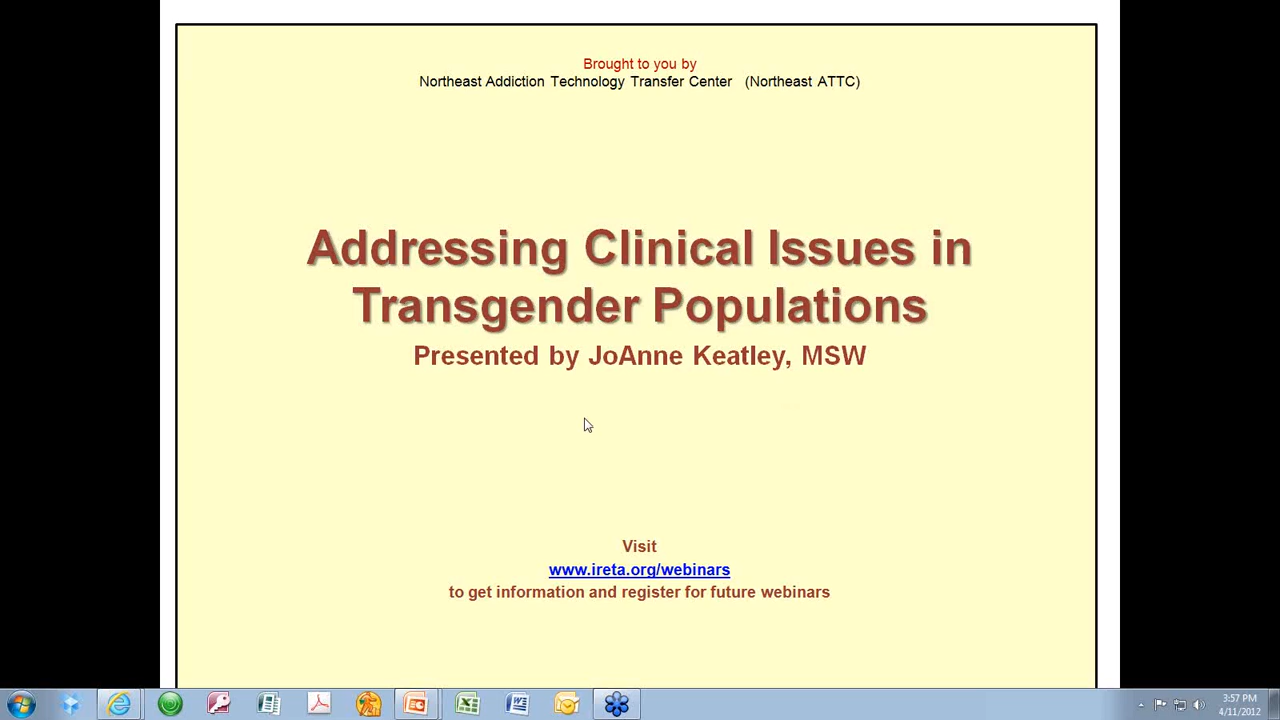 Brought to you by
Northeast Addiction Technology Transfer Center (Northeast ATTC)
Addressing Clinical Issues in
Transgender Populations
Presented by JoAnne Keatley, MSW
Visit
www.ireta.org/webinars
to get information and register for future webinars
3:57 PM
4/11/2012